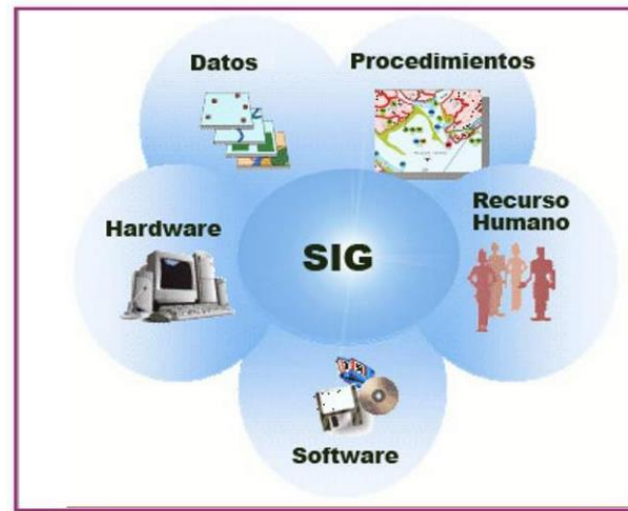 Datos
Procedimientos
Hardware
SIG
Recurso
Humano
Software